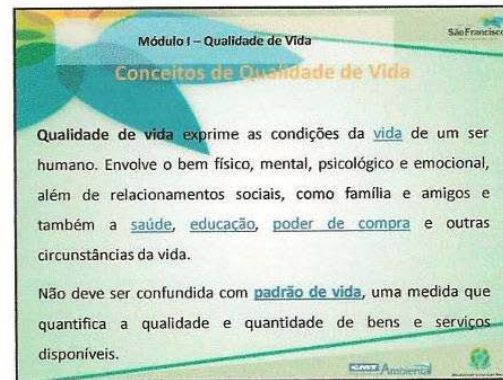 Módulo I – Qualidade de Vida
São Francisco
Conceitos de Qualidade de Vida
Qualidade de vida exprime as condições da vida de um ser
humano. Envolve o bem físico, mental, psicológico e emocional,
além de relacionamentos sociais, como família e amigos e
também a saúde, educação, poder de compra e outras
circunstâncias da vida.
Não deve ser confundida com padrão de vida, uma medida que
quantifica a qualidade e quantidade de bens e serviços
disponíveis.
CMT Ambiental